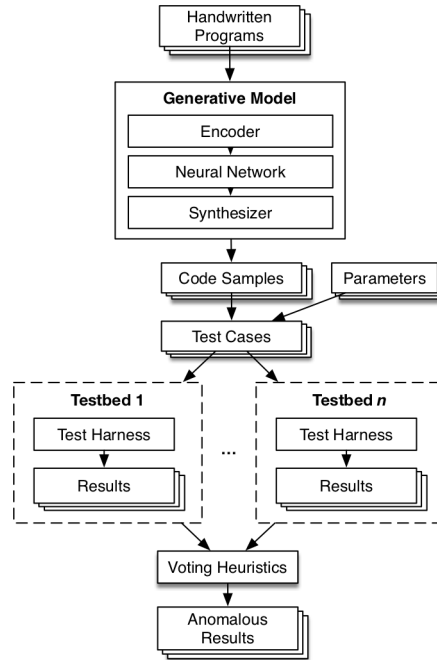 Handwritten
Programs
Generative Model
Encoder
Neural Network
Synthesizer
Code Samples
Parameters
Test Cases
Testbed 1
Testbed n
Test Harness
Test Harness
...
Results
Results
Voting Heuristics
Anomalous
Results